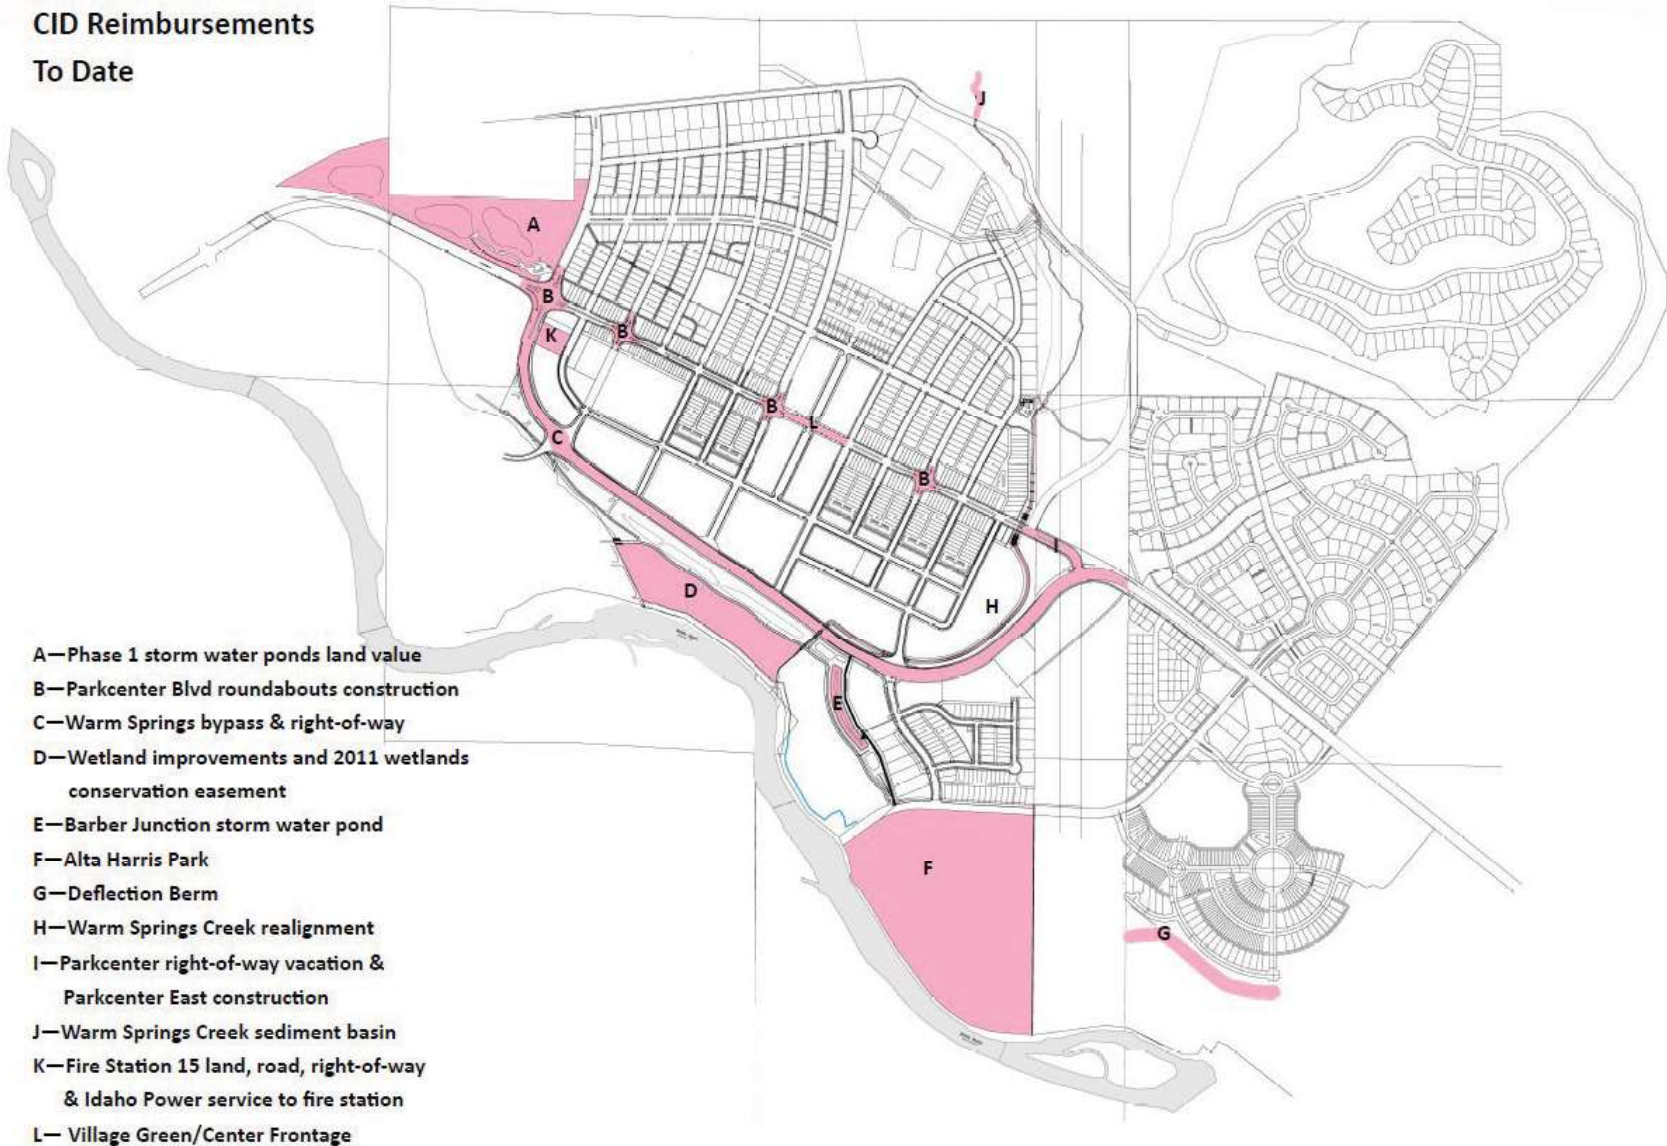 CID Reimbursements
To Date
J
A
B
K
B
B
L
C
B
D
H
E
F
G
A—Phase 1 storm water ponds land value
B—Parkcenter Blvd roundabouts construction
C—Warm Springs bypass & right-of-way
D—Wetland improvements and 2011 wetlands
conservation easement
E—Barber Junction storm water pond
F—Alta Harris Park
G—Deflection Berm
H—Warm Springs Creek realignment
I—Parkcenter right-of-way vacation &
Parkcenter East construction
J—Warm Springs Creek sediment basin
K—Fire Station 15 land, road, right-of-way
& Idaho Power service to fire station
L— Village Green/Center Frontage